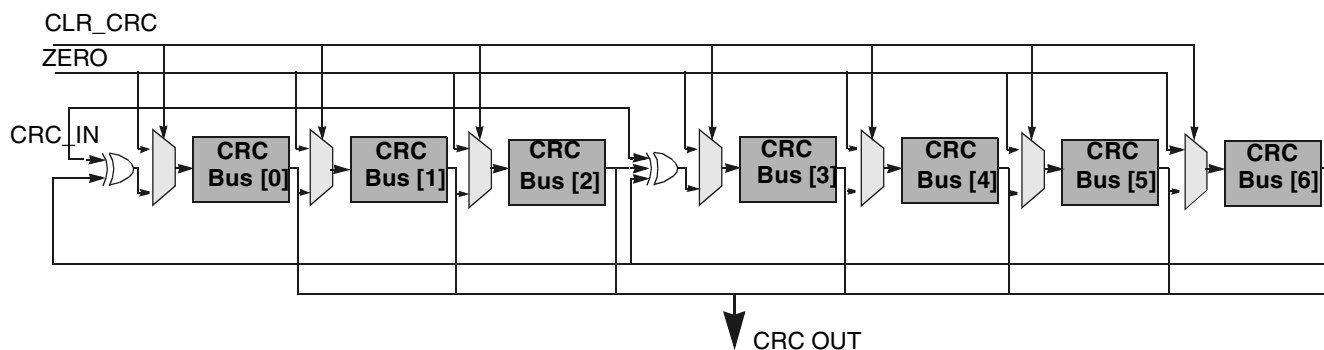 CLR_CRC
ZERO
CRC_IN
CRC
Bus [0]
CRC
Bus [1]
CRC
Bus [2]
CRC
Bus [3]
CRC
Bus [4]
CRC
Bus [5]
CRC
Bus [6]
CRC OUT